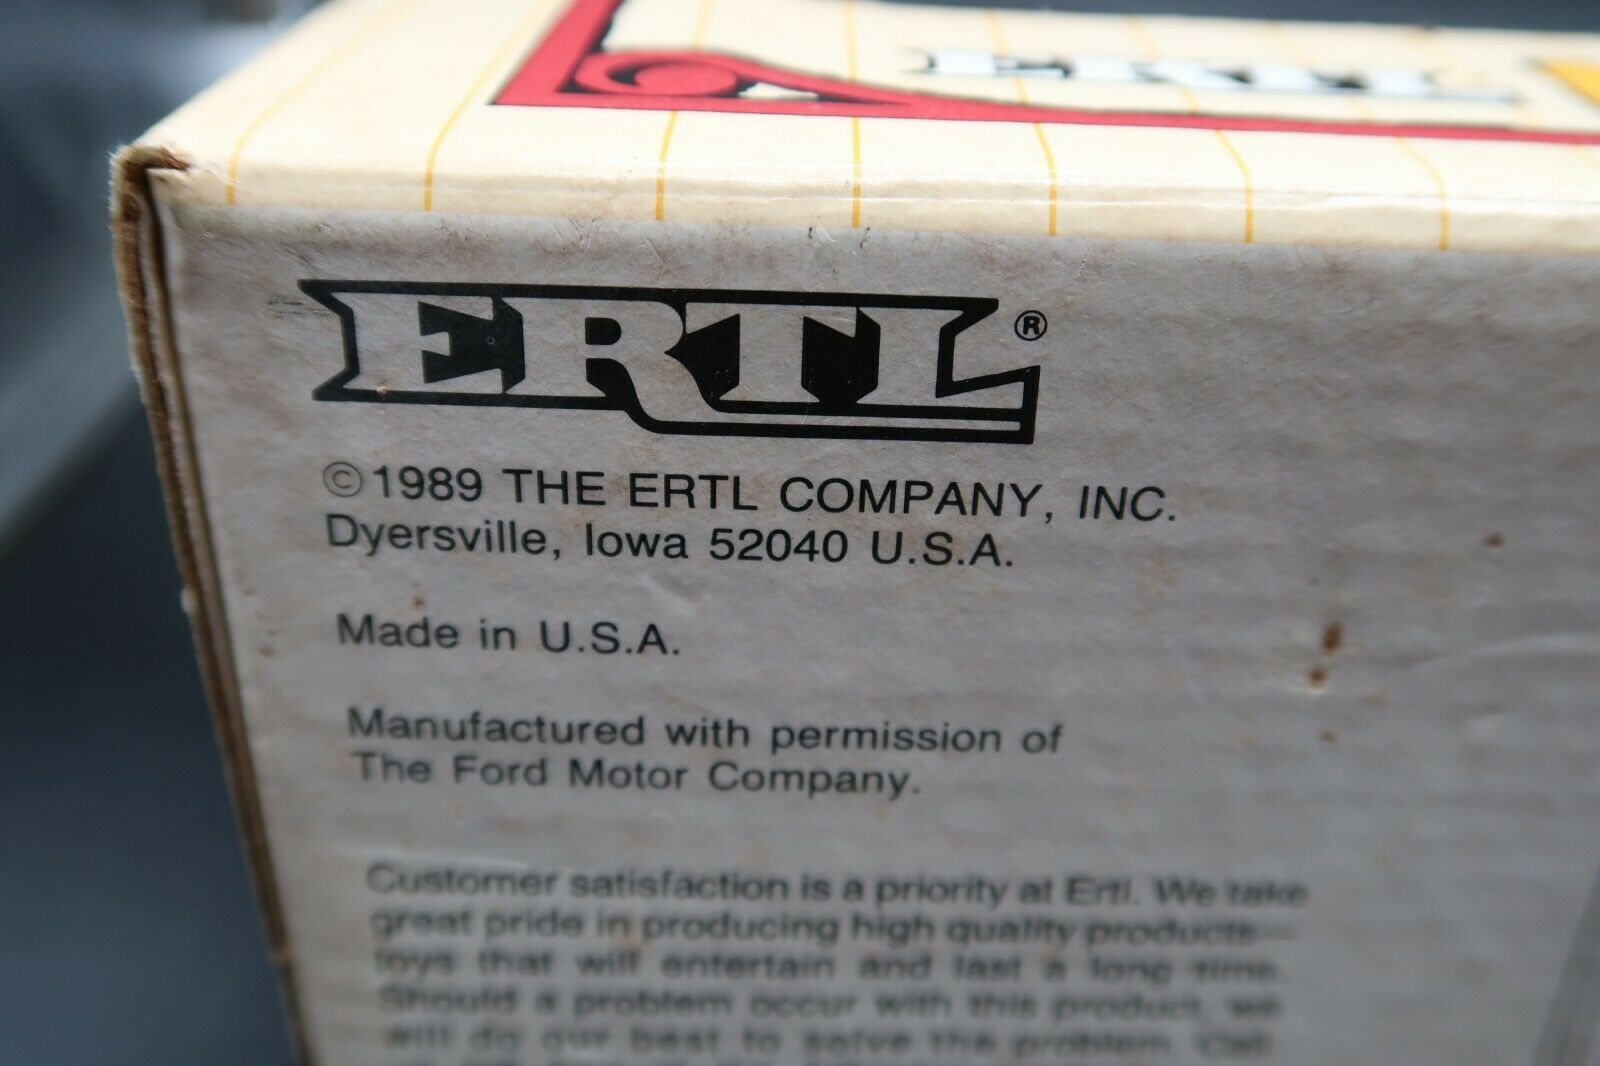 ERTL
ERTL®
©1989 THE ERTL COMPANY, INC.
Dyersville, Iowa 52040 U.S.A.
Made in U.S.A.
Manufactured with permission of
The Ford Motor Company.
Customer satisfaction is a priority at Ertl. We take
great pride in producing high quality products—
toys that will entertain and last a long time.
Should a problem occur with this product, we
will do our best to solve the problem. Call